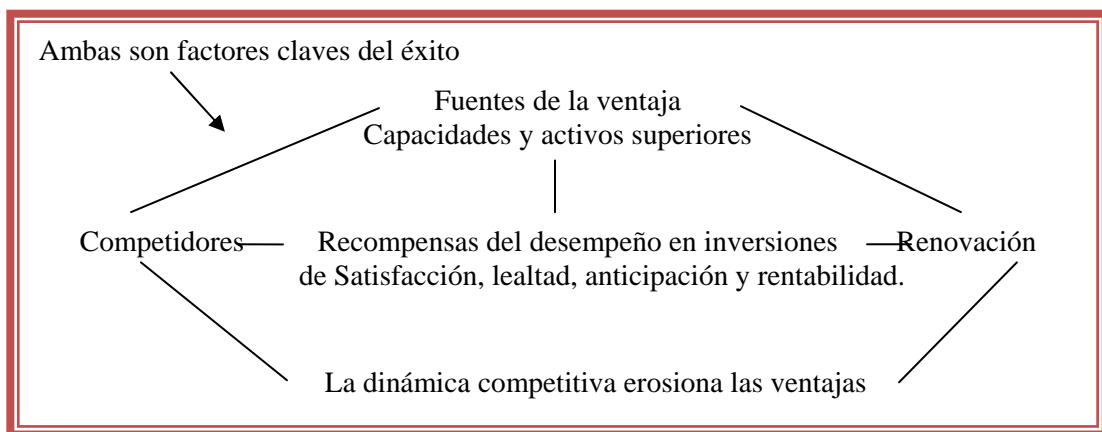 Ambas son factores claves del éxito
Fuentes de la ventaja
Capacidades y activos superiores
Competidores
Recompensas del desempeño en inversiones
de Satisfacción, lealtad, anticipación y rentabilidad.
Renovación
La dinámica competitiva erosiona las ventajas